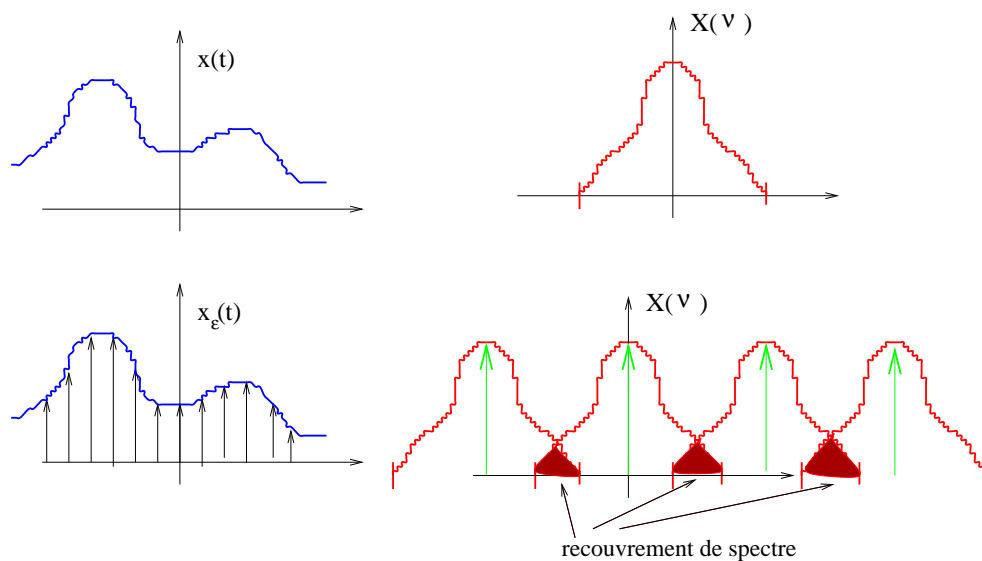 x(t)
X(ν )
x_ε(t)
X(ν )
recouvrement de spectre